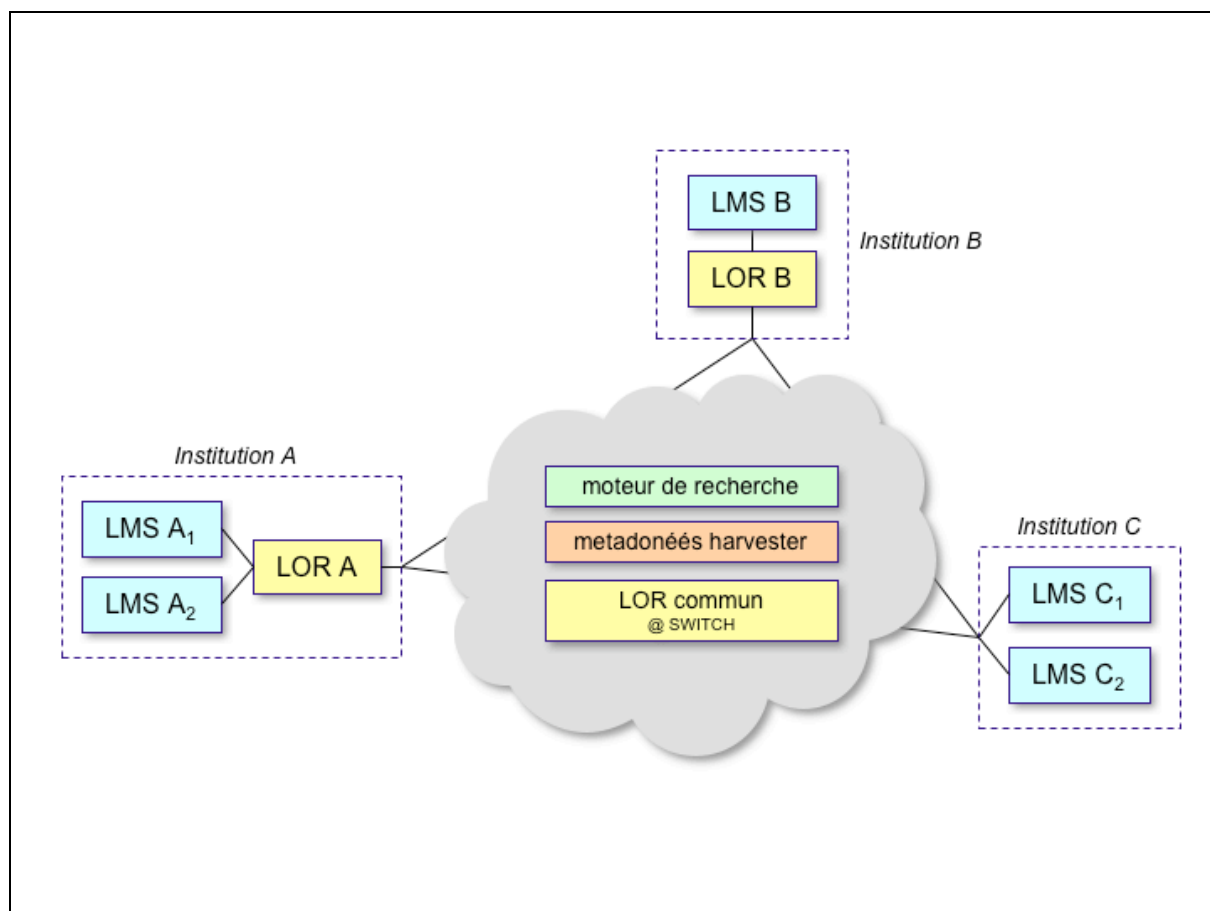 LMS B
LOR B
Institution B
Institution A
LMS A₁
LMS A₂
LOR A
moteur de recherche
metadonéés harvester
LOR commun
@ SWITCH
Institution C
LMS C₁
LMS C₂